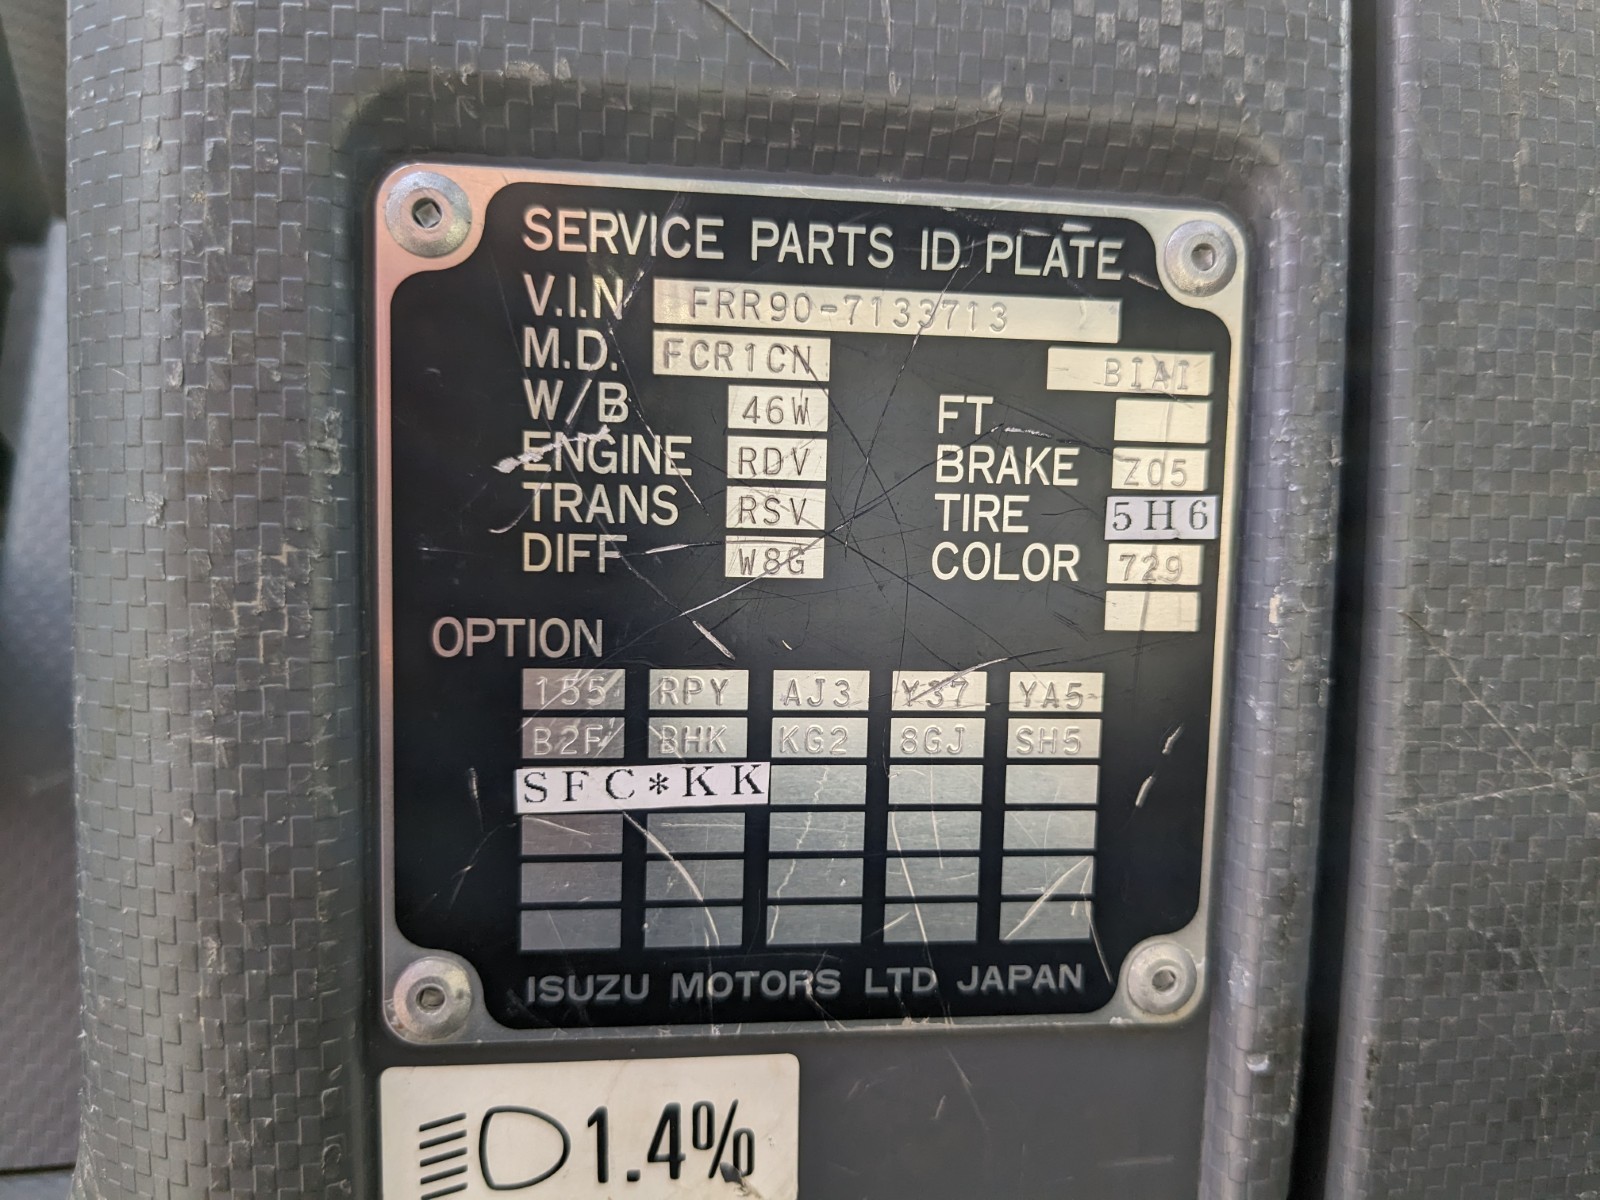 SERVICE PARTS ID PLATE
V.I.N FRR90-7133713
M.D. FCR1CN BIAI
W/B 46W FT
ENGINE RDV BRAKE Z05
TRANS RSV TIRE 5H6
DIFF W8G COLOR 729
OPTION
155 RPY AJ3 Y37 YA5
B2F BHK KG2 8GJ SH5
SFC*KK
ISUZU MOTORS LTD JAPAN
1.4%